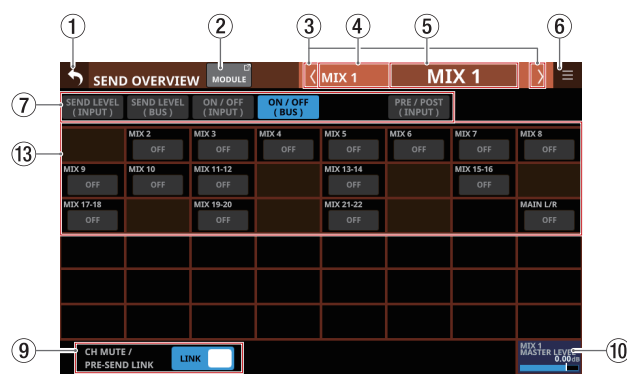 1 2 3 4 5 6
SEND OVERVIEW MODULE MIX 1 MIX 1
7
SEND LEVEL SEND LEVEL ON / OFF ON / OFF PRE / POST
(INPUT) (BUS) (INPUT) (BUS) (INPUT)
13
MIX 2 MIX 3 MIX 4 MIX 5 MIX 6 MIX 7 MIX 8
OFF OFF OFF OFF OFF OFF OFF
MIX 9 MIX 10 MIX 11-12 MIX 13-14 MIX 15-16
OFF OFF OFF OFF OFF
MIX 17-18 MIX 19-20 MIX 21-22 MAIN L/R
OFF OFF OFF OFF
9
CH MUTE /
PRE-SEND LINK
LINK
MIX 1
MASTER LEVEL
0.00dB
10